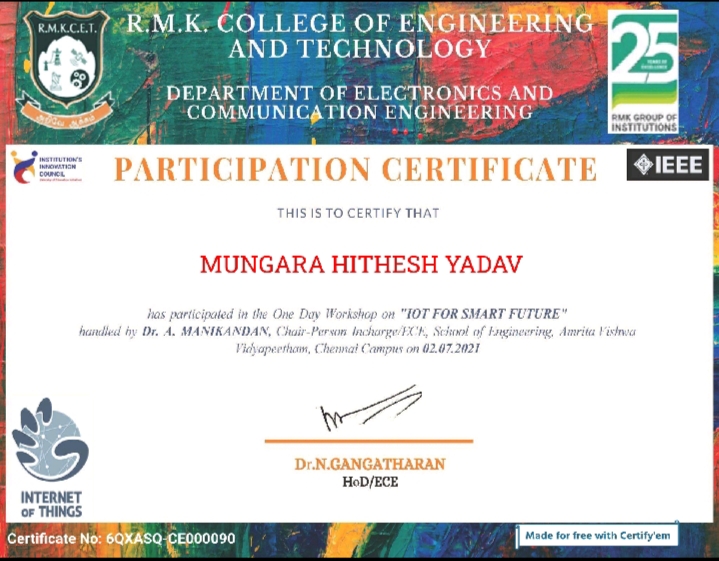 R.M.K.C.E.T.
R.M.K. COLLEGE OF ENGINEERING
AND TECHNOLOGY
25
YEARS OF
EXCELLENCE
DEPARTMENT OF ELECTRONICS AND
COMMUNICATION ENGINEERING
RMK GROUP OF
INSTITUTIONS
INSTITUTION'S
INNOVATION
COUNCIL
PARTICIPATION CERTIFICATE
IEEE
THIS IS TO CERTIFY THAT
MUNGARA HITHESH YADAV
has participated in the One Day Workshop on "IOT FOR SMART FUTURE"
handled by Dr. A. MANIKANDAN, Chair-Person Incharge/ECE, School of Engineering, Amrita Vishwa
Vidyapeetham, Chennai Campus on 02.07.2021
Dr.N.GANGATHARAN
HoD/ECE
INTERNET
OF THINGS
Certificate No: 6QXASQ-CE000090
Made for free with Certify'em